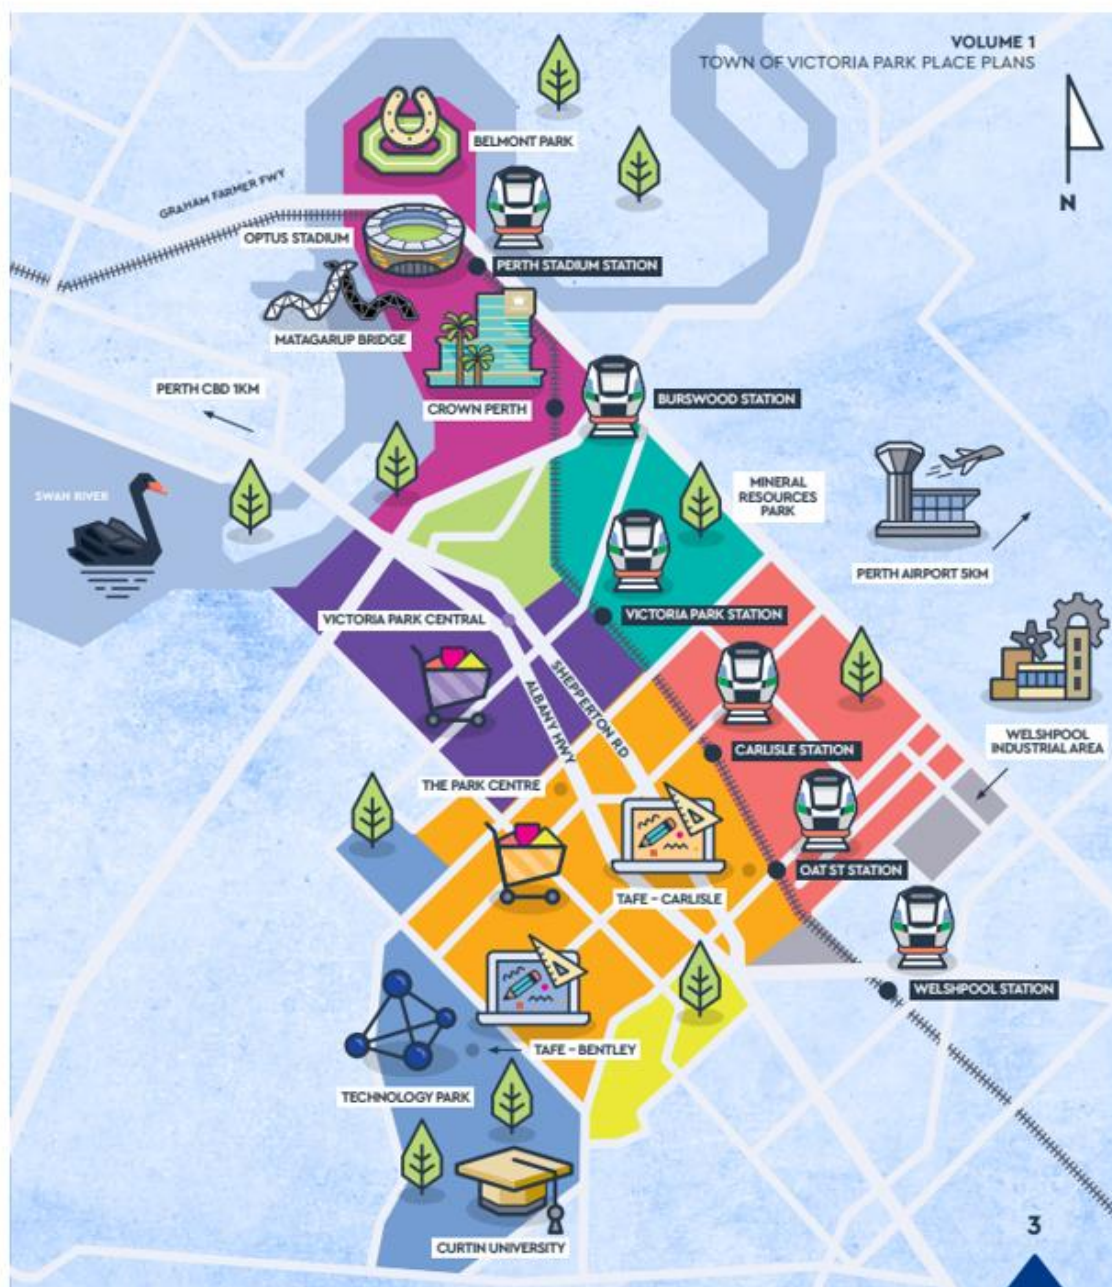 VOLUME 1
TOWN OF VICTORIA PARK PLACE PLANS
BELMONT PARK
GRAHAM FARMER FWY
OPTUS STADIUM
PERTH STADIUM STATION
N
MATAGARUP BRIDGE
PERTH CBD 1KM
CROWN PERTH
BURSWOOD STATION
SWAN RIVER
MINERAL
RESOURCES
PARK
PERTH AIRPORT 5KM
VICTORIA PARK CENTRAL
VICTORIA PARK STATION
SHEPPERTON RD
ALBANY HWY
WELSHPOOL
INDUSTRIAL AREA
CARLISLE STATION
THE PARK CENTRE
OAT ST STATION
TAFE – CARLISLE
WELSHPOOL STATION
TAFE – BENTLEY
TECHNOLOGY PARK
CURTIN UNIVERSITY
3